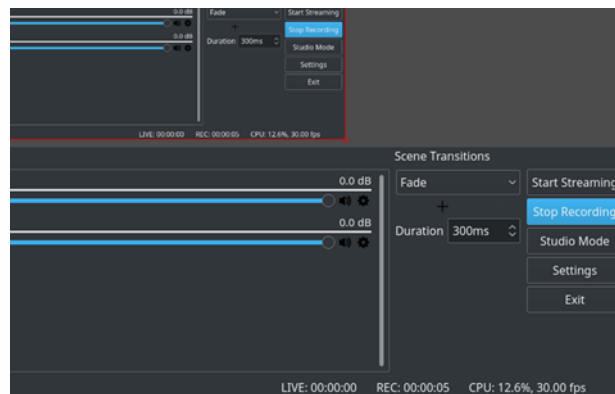 0.0 dB Fade Start Streaming
Stop Recording
0.0 dB Duration 300ms Studio Mode
Settings
Exit
LIVE: 00:00:00 REC: 00:00:05 CPU: 12.6%, 30.00 fps
Scene Transitions
0.0 dB Fade Start Streaming
Stop Recording
0.0 dB Duration 300ms Studio Mode
Settings
Exit
LIVE: 00:00:00 REC: 00:00:05 CPU: 12.6%, 30.00 fps